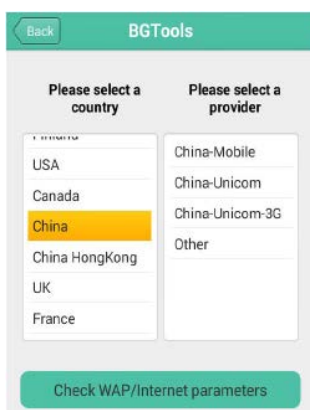 Back
BGTools
Please select a
country
Please select a
provider
Finland
USA
Canada
China
China HongKong
UK
France
China-Mobile
China-Unicom
China-Unicom-3G
Other
Check WAP/Internet parameters